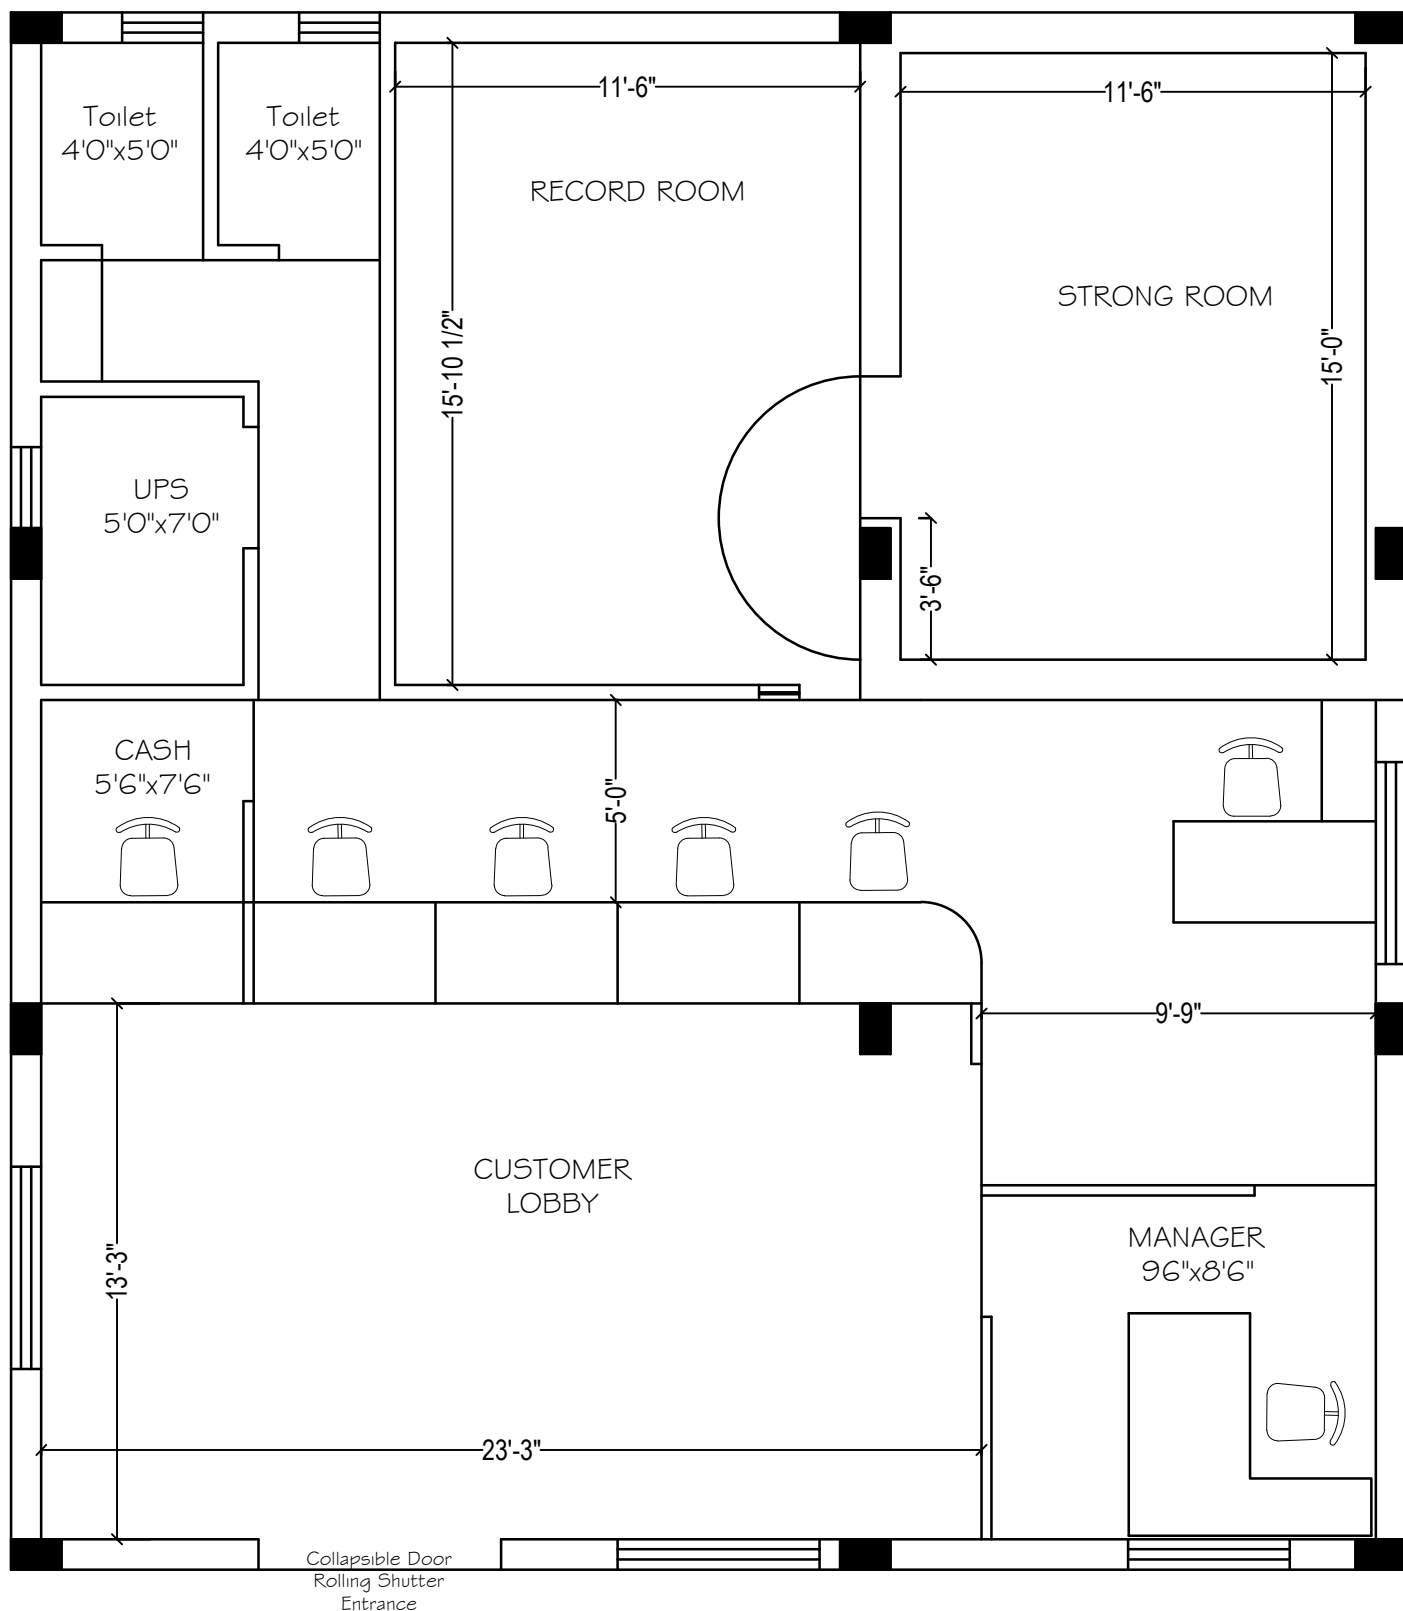 11'-6"
11'-6"
Toilet
4'0"x5'0"
Toilet
4'0"x5'0"
RECORD ROOM
STRONG ROOM
15'-10 1/2"
15'-0"
UPS
5'0"x7'0"
3'-6"
CASH
5'6"x7'6"
5'-0"
9'-9"
CUSTOMER
LOBBY
MANAGER
96"x8'6"
13'-3"
23'-3"
Collapsible Door
Rolling Shutter
Entrance